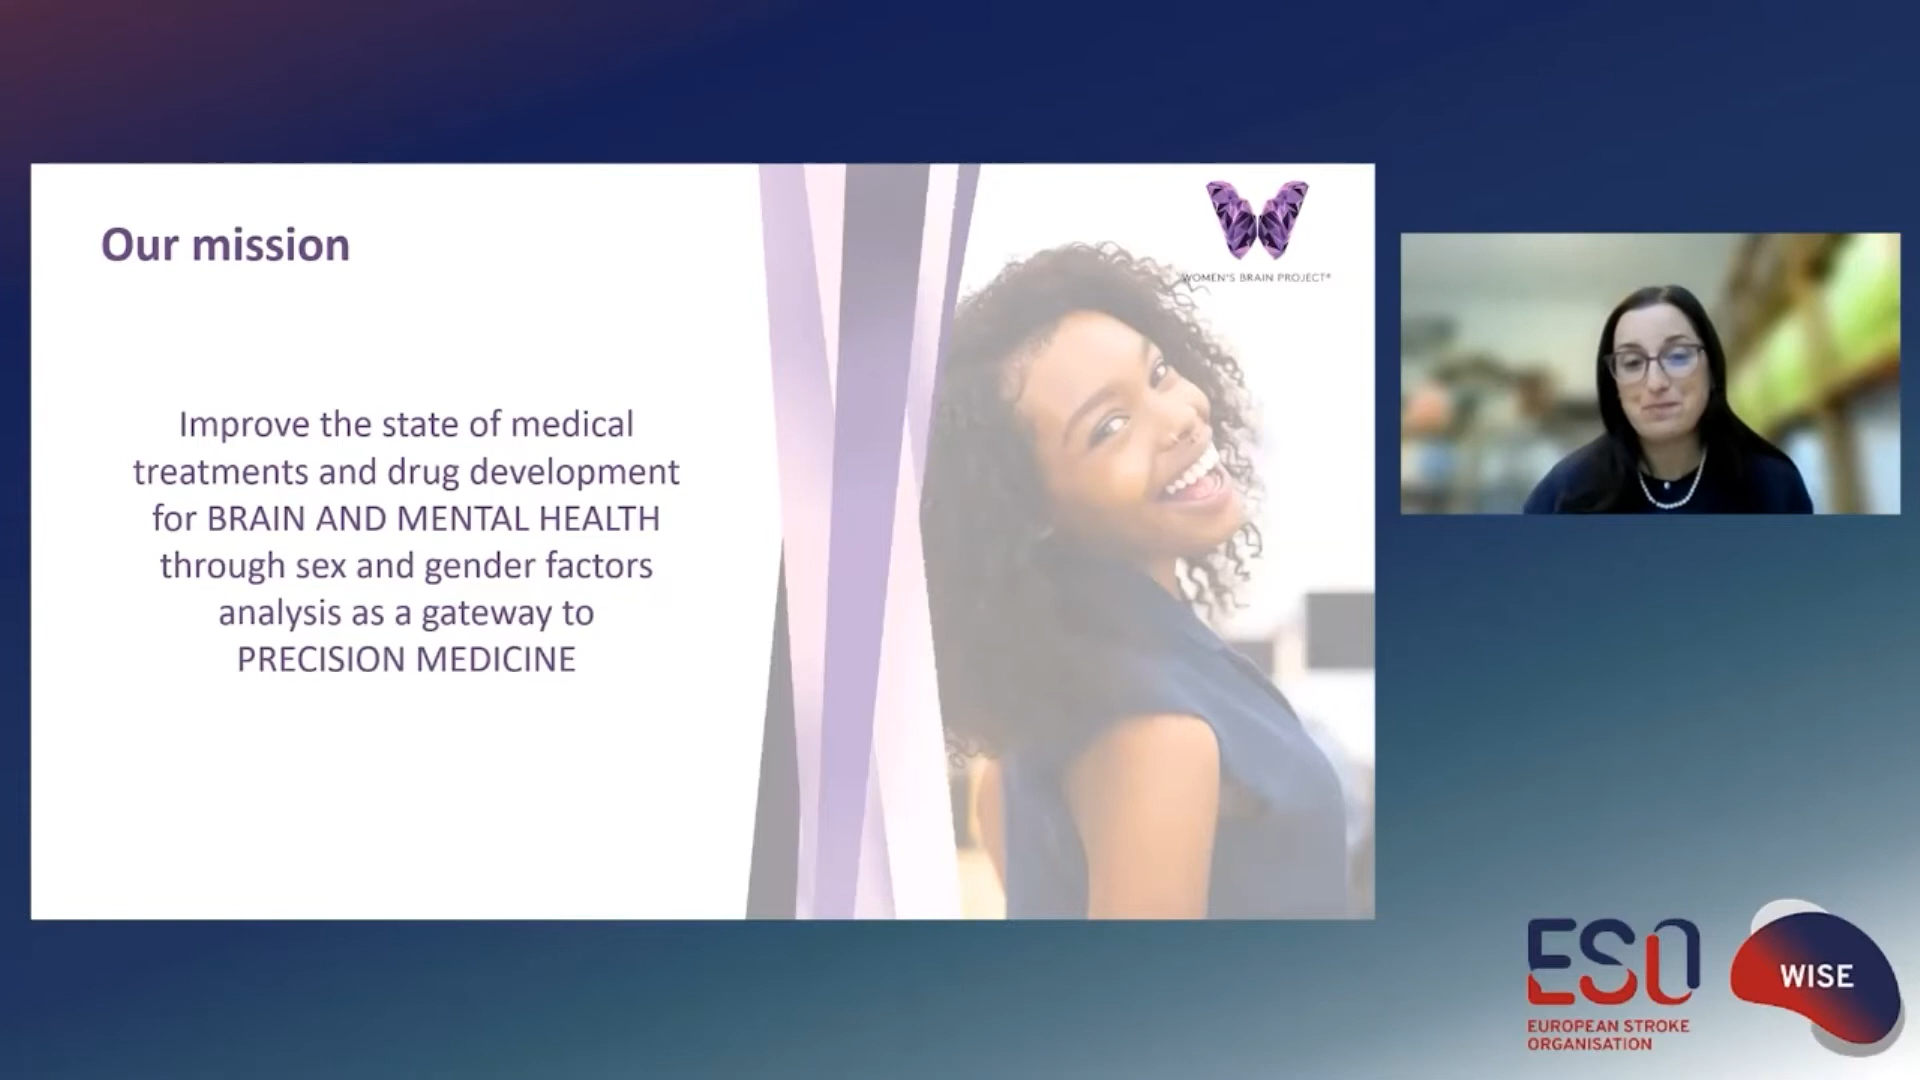 Our mission
WOMEN'S BRAIN PROJECT®
Improve the state of medical
treatments and drug development
for BRAIN AND MENTAL HEALTH
through sex and gender factors
analysis as a gateway to
PRECISION MEDICINE
ESO
EUROPEAN STROKE
ORGANISATION
WISE